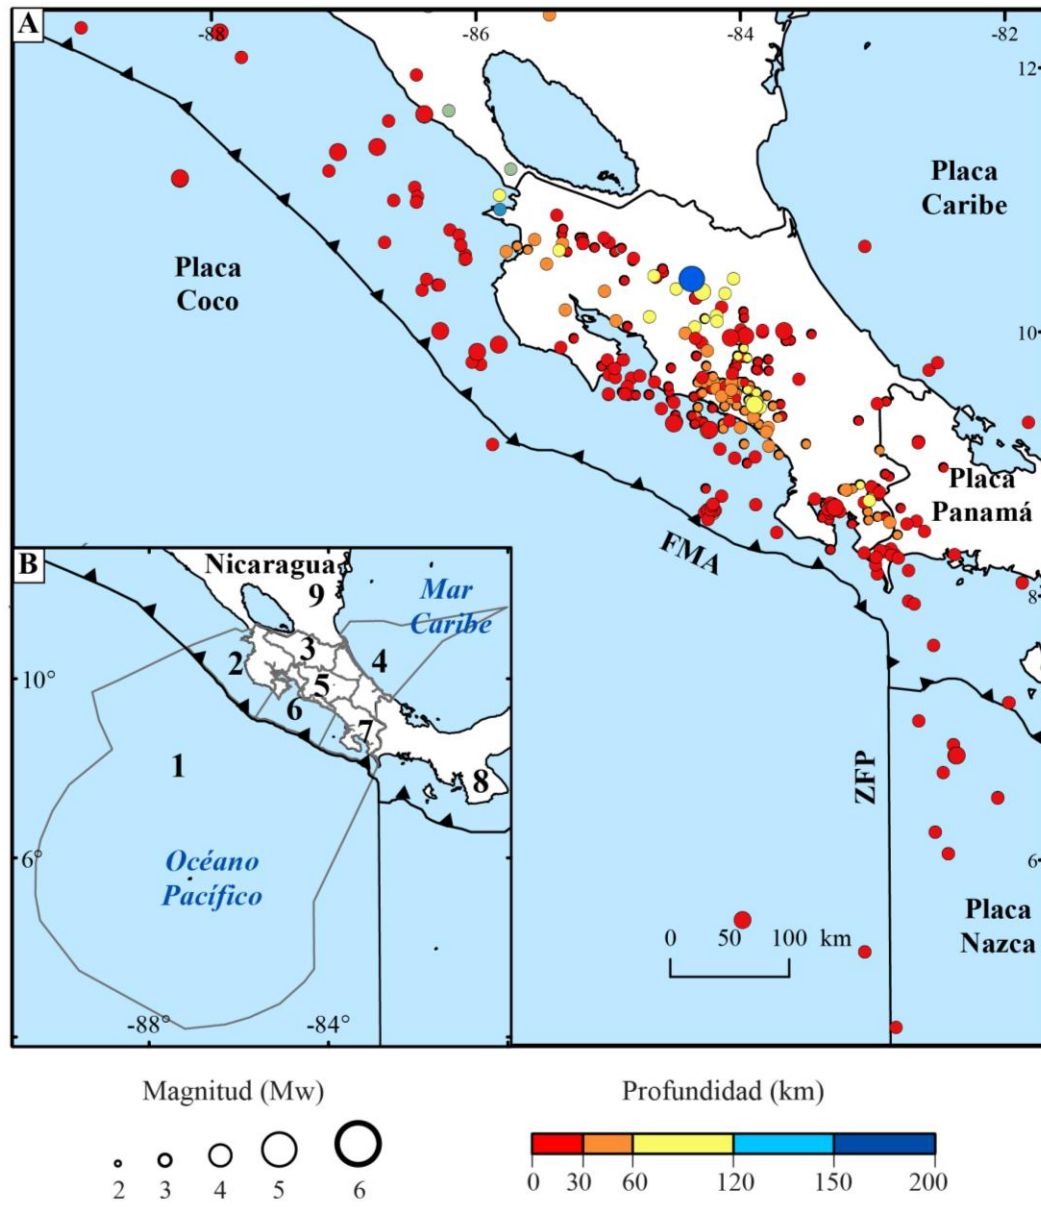 A
-88
-86
-84
-82
12
Placa
Caribe
Placa
Coco
10
Placa
Panamá
FMA
8
B
Nicaragua
9
Mar
Caribe
3
4
2
10°
5
6
7
1
8
ZFP
6°
6
Océano
Pacífico
Placa
Nazca
0 50 100 km
-88°
-84°
Magnitud (Mw)
Profundidad (km)
2 3 4 5 6
0 30 60 120 150 200